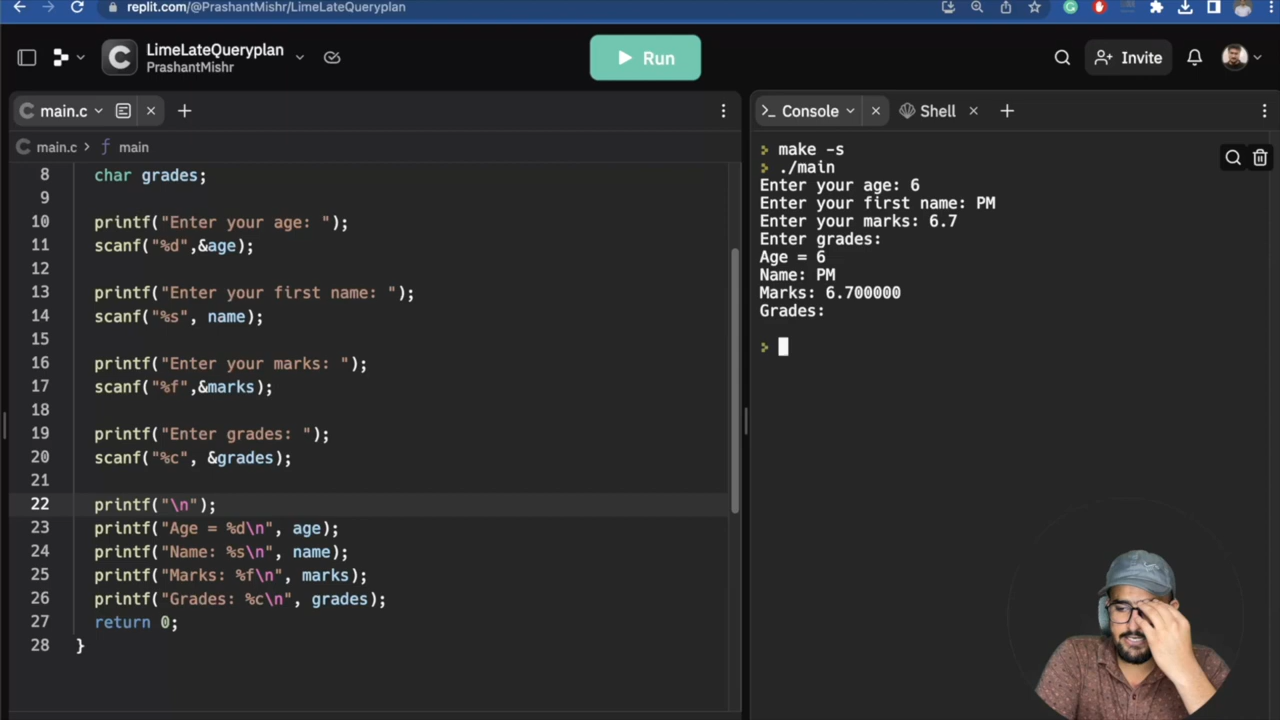 replit.com/@PrashantMishr/LimeLateQueryplan
LimeLateQueryplan
PrashantMishr
Run
Invite
main.c
main.c > main
8 char grades;
9
10 printf("Enter your age: ");
11 scanf("%d",&age);
12
13 printf("Enter your first name: ");
14 scanf("%s", name);
15
16 printf("Enter your marks: ");
17 scanf("%f",&marks);
18
19 printf("Enter grades: ");
20 scanf("%c", &grades);
21
22 printf("\n");
23 printf("Age = %d\n", age);
24 printf("Name: %s\n", name);
25 printf("Marks: %f\n", marks);
26 printf("Grades: %c\n", grades);
27 return 0;
28 }
>_ Console
Shell
> make -s
> ./main
Enter your age: 6
Enter your first name: PM
Enter your marks: 6.7
Enter grades:
Age = 6
Name: PM
Marks: 6.700000
Grades:
>